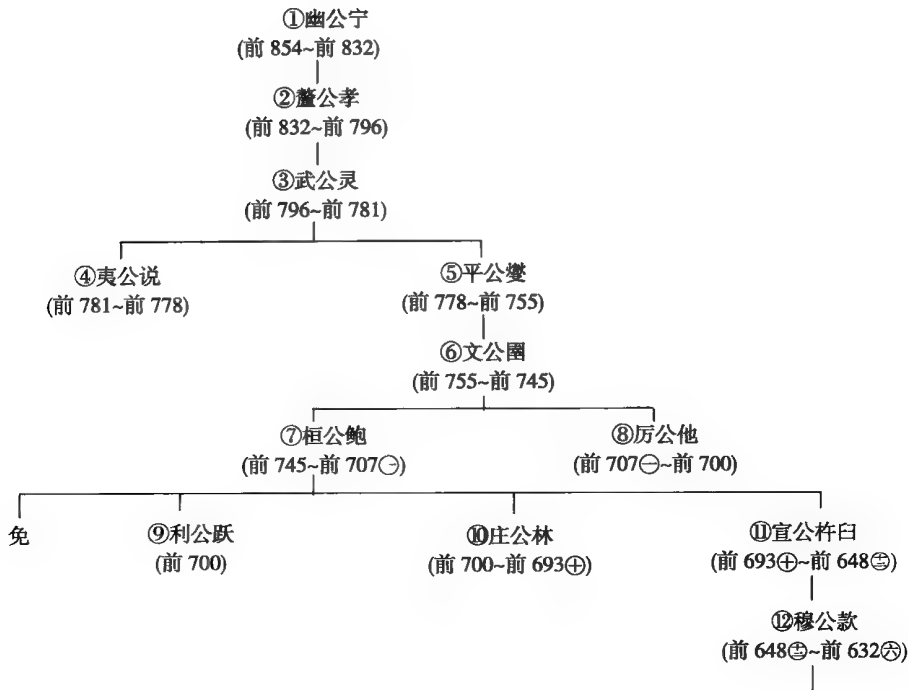 ①幽公宁
(前 854~前 832)
②釐公孝
(前 832~前 796)
③武公灵
(前 796~前 781)
④夷公说
(前 781~前 778)
⑤平公燮
(前 778~前 755)
⑥文公圉
(前 755~前 745)
⑦桓公鲍
(前 745~前 707㊀)
⑧厉公他
(前 707㊀~前 700)
免
⑨利公跃
(前 700)
⑩庄公林
(前 700~前 693㊉)
⑪宣公杵臼
(前 693㊉~前 648㊂)
⑫穆公款
(前 648㊂~前 632㊅)